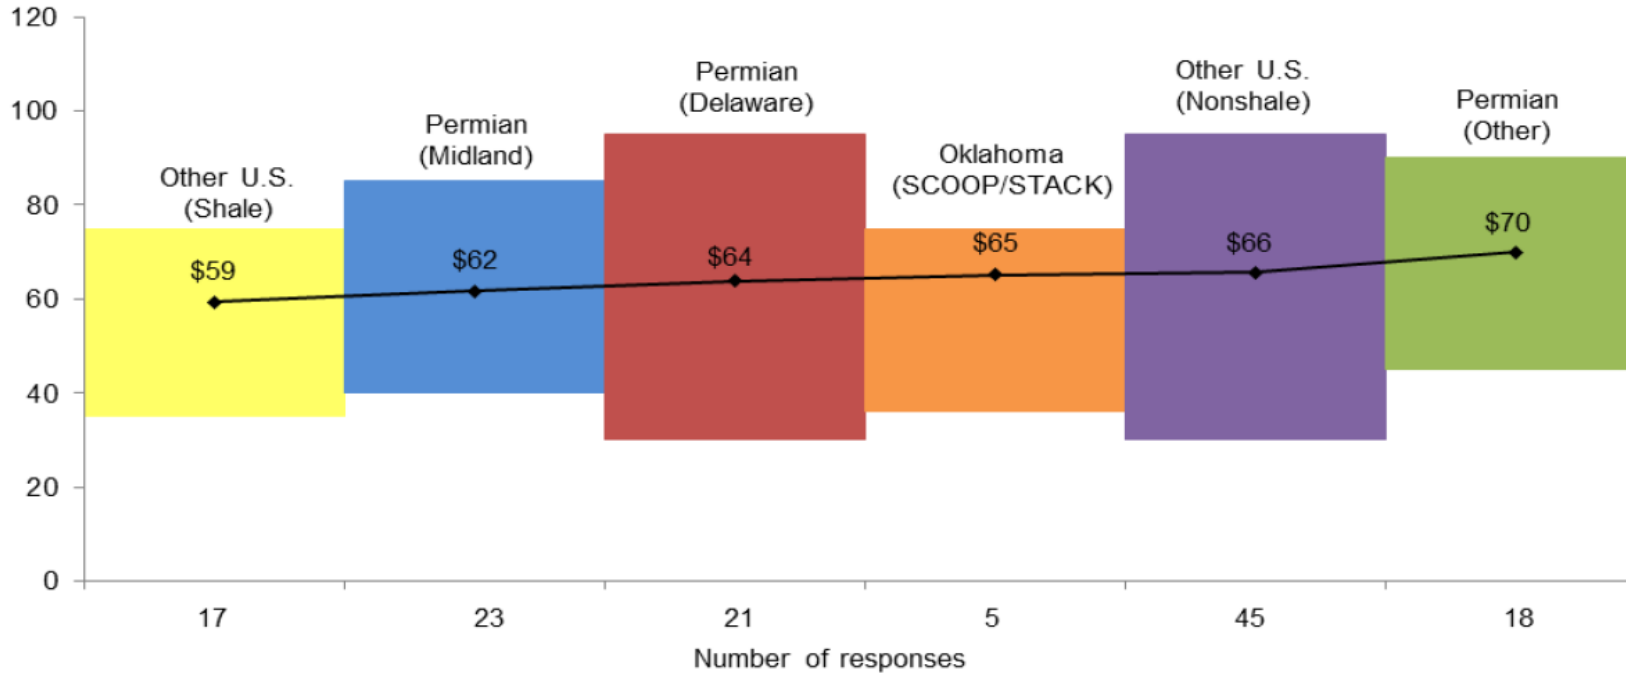 120
100
80
60
40
20
0
Other U.S.
(Shale)
$59
Permian
(Midland)
$62
Permian
(Delaware)
$64
Oklahoma
(SCOOP/STACK)
$65
Other U.S.
(Nonshale)
$66
Permian
(Other)
$70
17 23 21 5 45 18
Number of responses